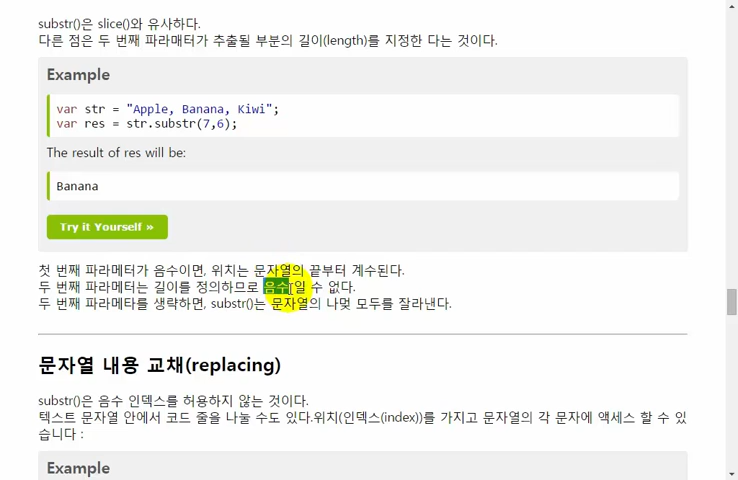 substr()은 slice()와 유사하다.
다른 점은 두 번째 파라매터가 추출될 부분의 길이(length)를 지정한 다는 것이다.
Example
var str = "Apple, Banana, Kiwi";
var res = str.substr(7,6);
The result of res will be:
Banana
Try it Yourself »
첫 번째 파라메터가 음수이면, 위치는 문자열의 끝부터 계수된다.
두 번째 파라메터는 길이를 정의하므로 음수일 수 없다.
두 번째 파라메타를 생략하면, substr()는 문자열의 나멎 모두를 잘라낸다.
문자열 내용 교채(replacing)
substr()은 음수 인덱스를 허용하지 않는 것이다.
텍스트 문자열 안에서 코드 줄을 나눌 수도 있다.위치(인덱스(index))를 가지고 문자열의 각 문자에 액세스 할 수 있
습니다 :
Example